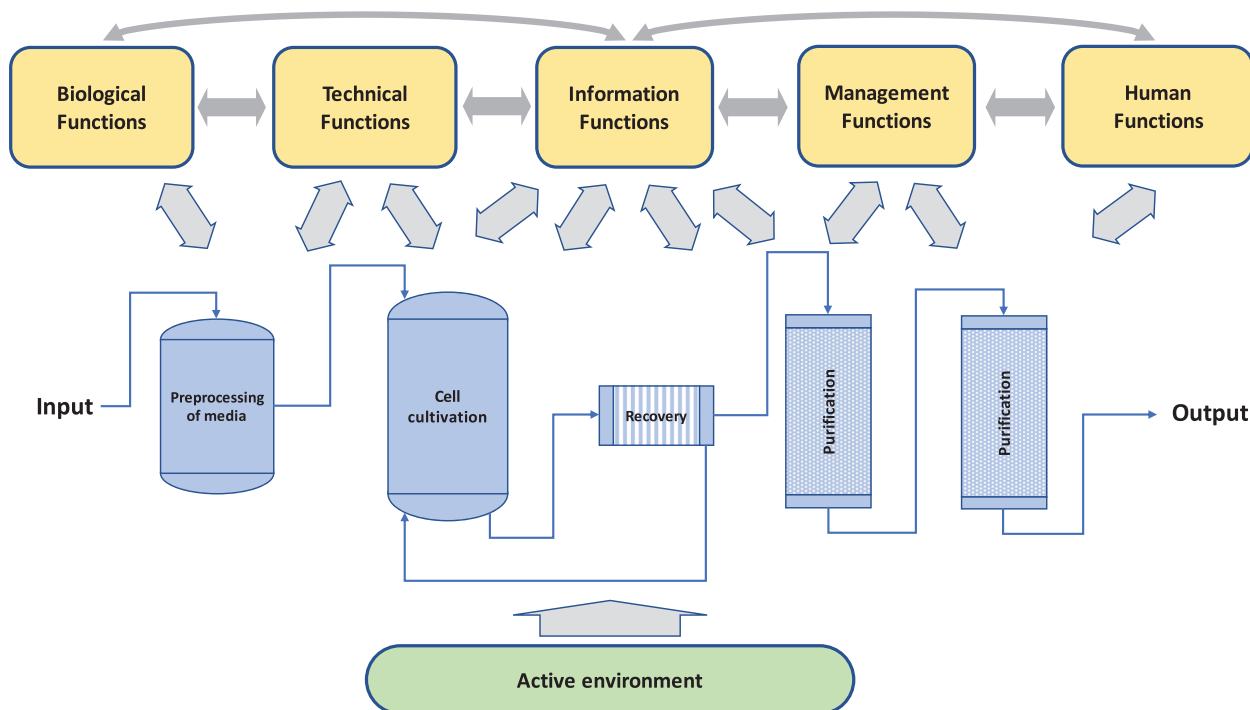 Biological
Functions
Technical
Functions
Information
Functions
Management
Functions
Human
Functions
Input
Preprocessing
of media
Cell
cultivation
Recovery
Purification
Purification
Output
Active environment